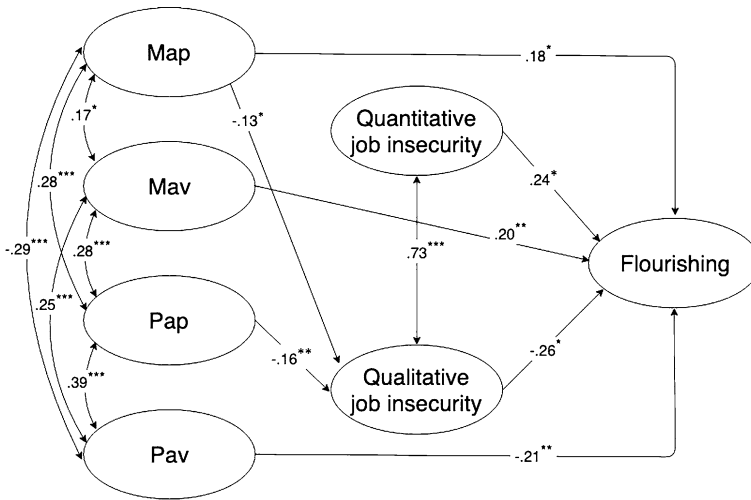 Map
.18*
.17*
-.13*
Quantitative
job insecurity
.28***
Mav
.24*
.20**
-.29***
.28***
.73***
Flourishing
.25***
Pap
-.16**
-.26*
.39***
Qualitative
job insecurity
Pav
-.21**